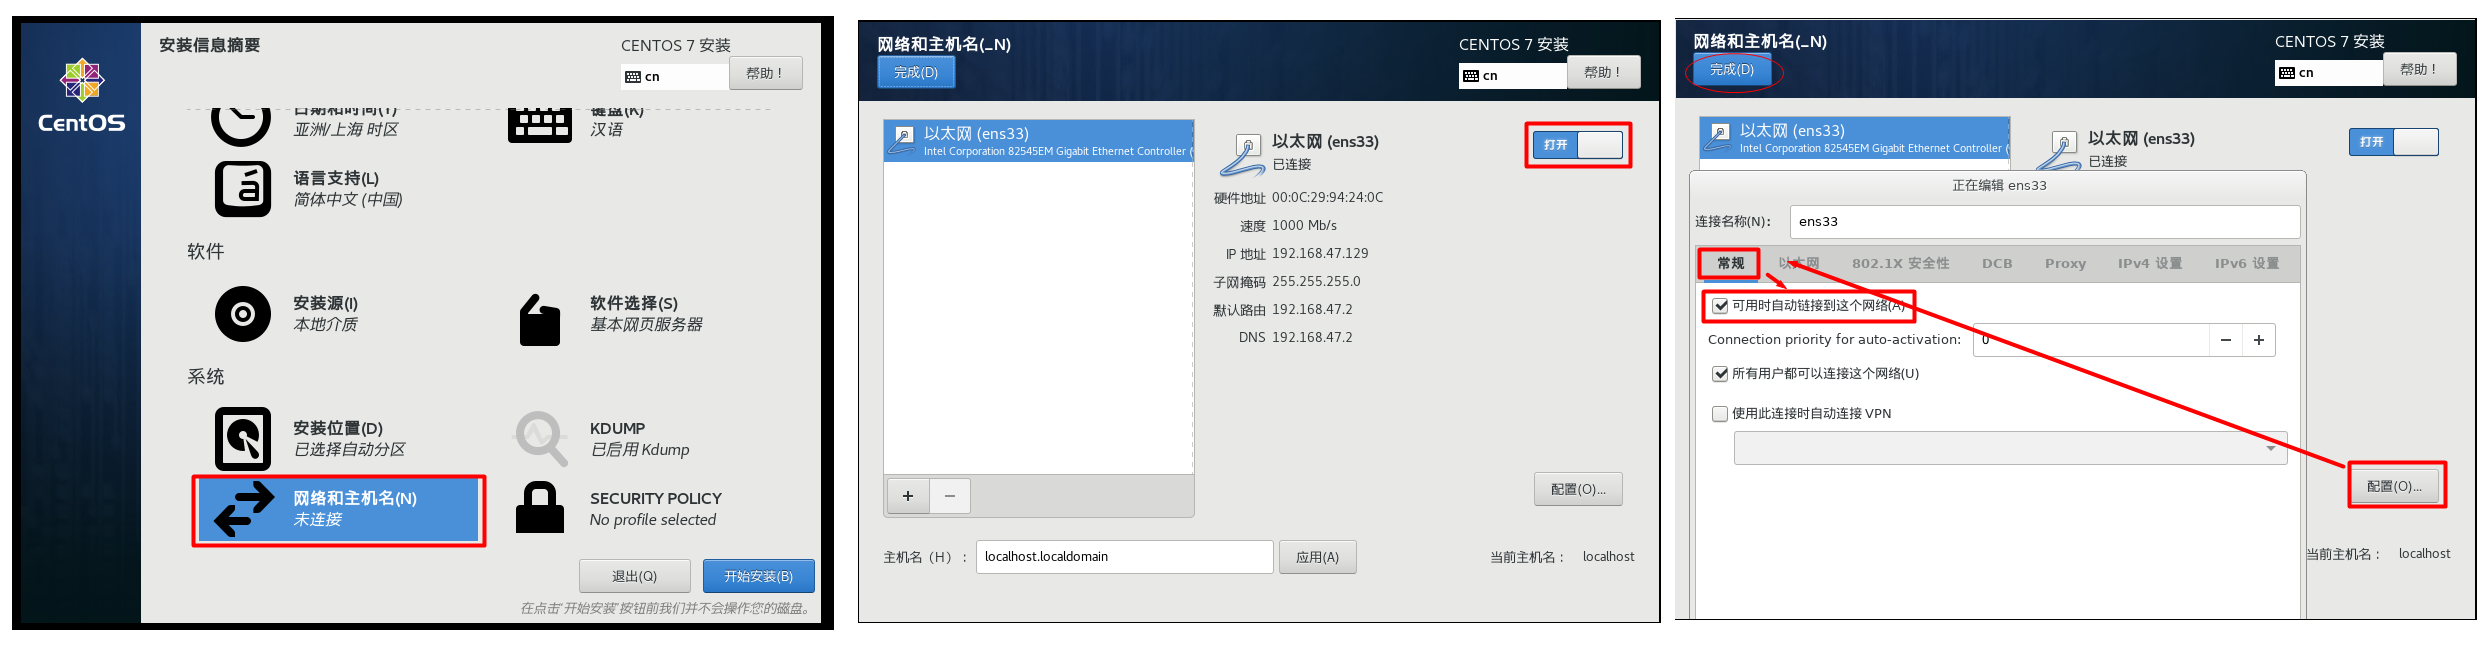 安装信息摘要
CENTOS 7 安装
cn
帮助！
CentOS
日期和时间(T)
亚洲/上海 时区
键盘(K)
汉语
á
语言支持(L)
简体中文 (中国)
软件
安装源(I)
本地介质
软件选择(S)
基本网页服务器
系统
安装位置(D)
已选择自动分区
KDUMP
已启用 Kdump
网络和主机名(N)
未连接
SECURITY POLICY
No profile selected
退出(Q)
开始安装(B)
在点击"开始安装"按钮前我们并不会操作您的磁盘。
网络和主机名(_N)
完成(D)
CENTOS 7 安装
cn
帮助！
以太网 (ens33)
Intel Corporation 82545EM Gigabit Ethernet Controller (
以太网 (ens33)
已连接
打开
硬件地址 00:0C:29:94:24:0C
速度 1000 Mb/s
IP 地址 192.168.47.129
子网掩码 255.255.255.0
默认路由 192.168.47.2
DNS 192.168.47.2
+ −
配置(O)...
主机名（H）： localhost.localdomain
应用(A)
当前主机名： localhost
网络和主机名(_N)
完成(D)
CENTOS 7 安装
cn
帮助！
以太网 (ens33)
Intel Corporation 82545EM Gigabit Ethernet Controller (
以太网 (ens33)
已连接
打开
正在编辑 ens33
连接名称(N)： ens33
常规 以太网 802.1X 安全性 DCB Proxy IPv4 设置 IPv6 设置
可用时自动链接到这个网络(A)
Connection priority for auto-activation: 0 − +
所有用户都可以连接这个网络(U)
使用此连接时自动连接 VPN
配置(O)...
当前主机名： localhost